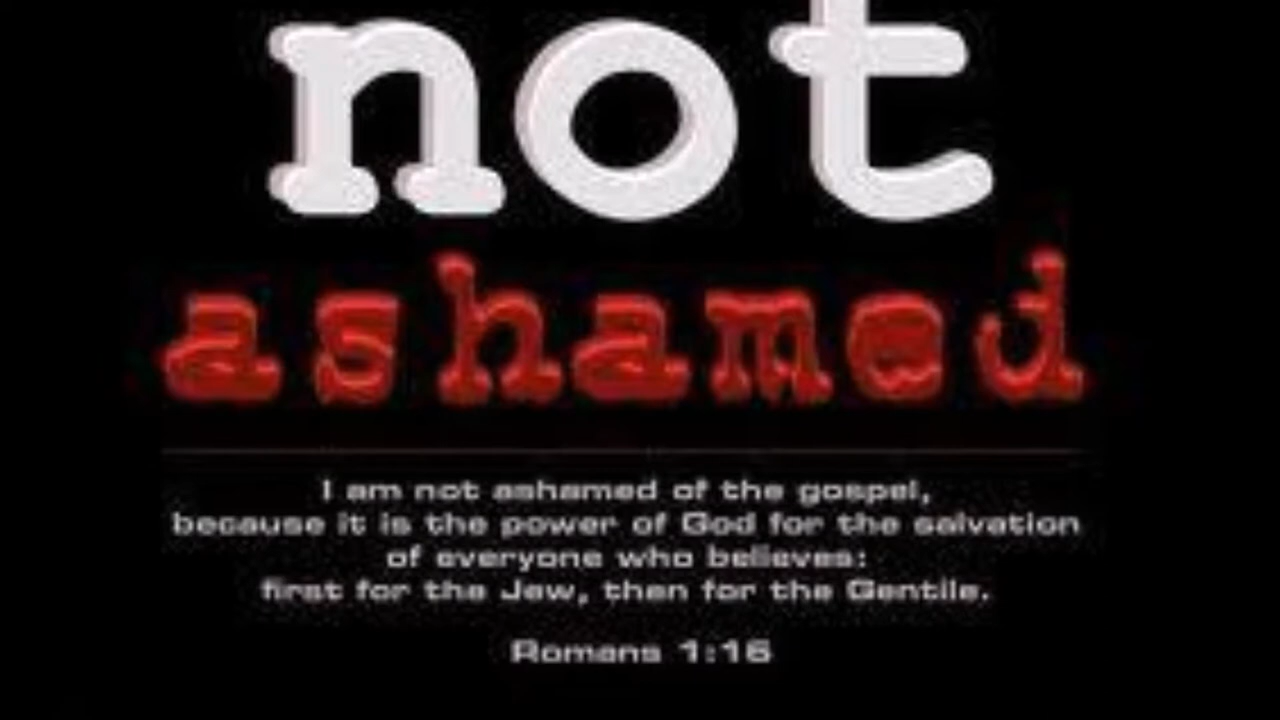 not
ashamed
I am not ashamed of the gospel,
because it is the power of God for the salvation
of everyone who believes:
first for the Jew, then for the Gentile.
Romans 1:16